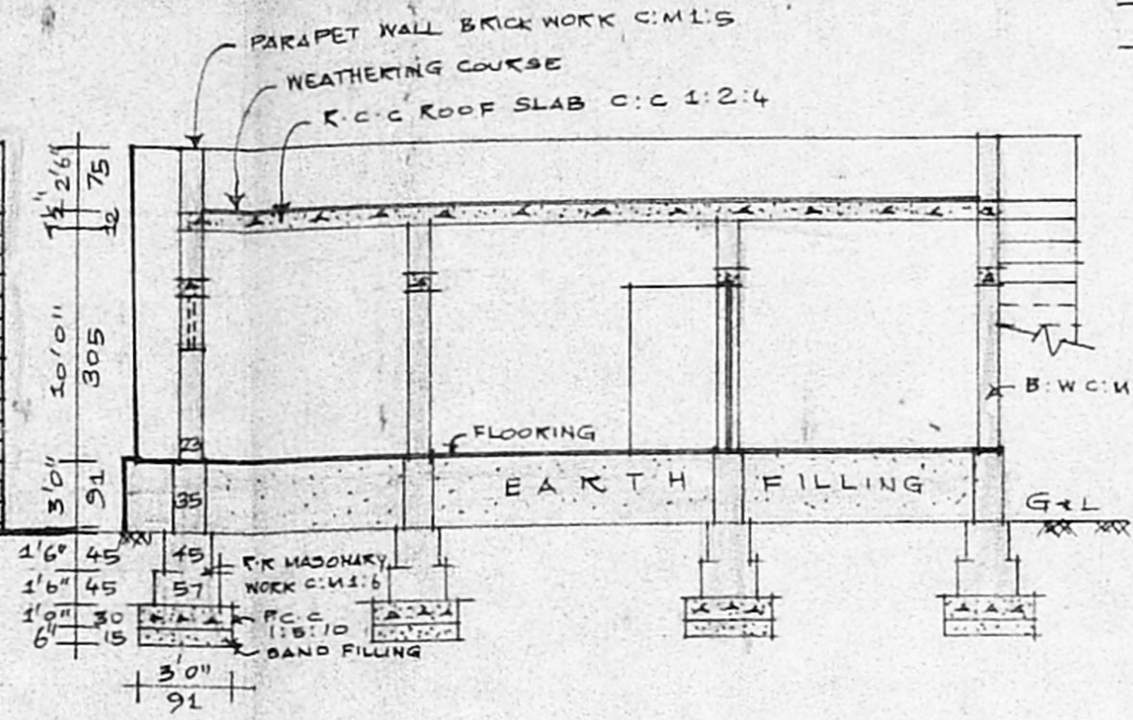 PARAPET WALL BRICK WORK C:M 1:5
WEATHERING COURSE
R.C.C ROOF SLAB C:C 1:2:4
2'6"
75
12
10'0"
305
3'0"
91
23
FLOORING
35
EARTH FILLING
B:W C:M
G.L
1'6" 45 45
R.R MASONARY
1'6" 45 57
WORK C:M 1:6
1'0" 30
P.C.C
1:5:10
6" 15
SAND FILLING
3'0"
91